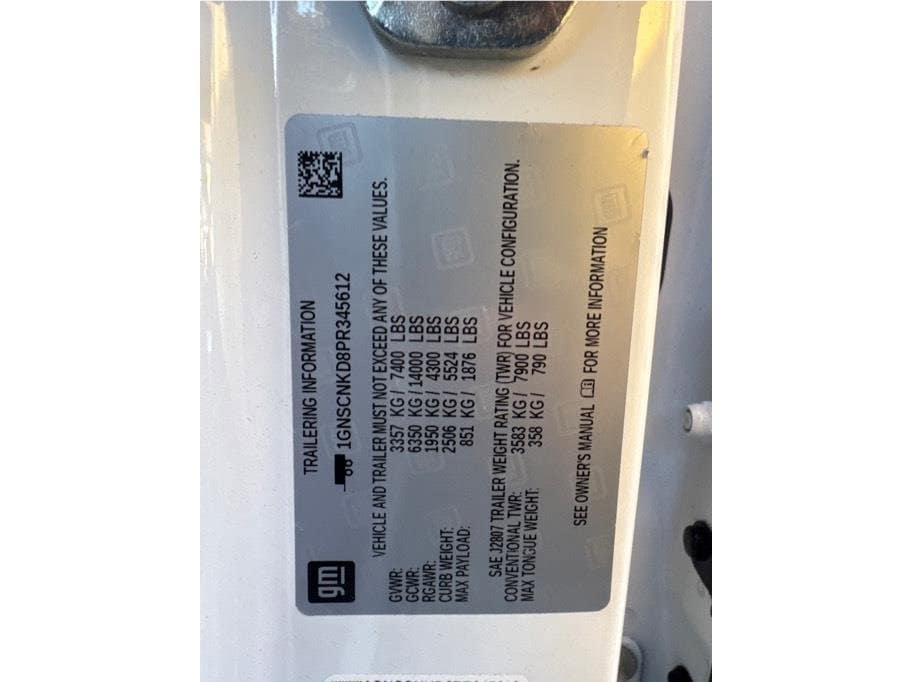 gm
TRAILERING INFORMATION
1GNSCNKD8PR345612
VEHICLE AND TRAILER MUST NOT EXCEED ANY OF THESE VALUES.
GVWR: 3357 KG / 7400 LBS
GCWR: 6350 KG / 14000 LBS
RGAWR: 1950 KG / 4300 LBS
CURB WEIGHT: 2506 KG / 5524 LBS
MAX PAYLOAD: 851 KG / 1876 LBS
SAE J2807 TRAILER WEIGHT RATING (TWR) FOR VEHICLE CONFIGURATION.
CONVENTIONAL TWR: 3583 KG / 7900 LBS
MAX TONGUE WEIGHT: 358 KG / 790 LBS
SEE OWNER'S MANUAL FOR MORE INFORMATION